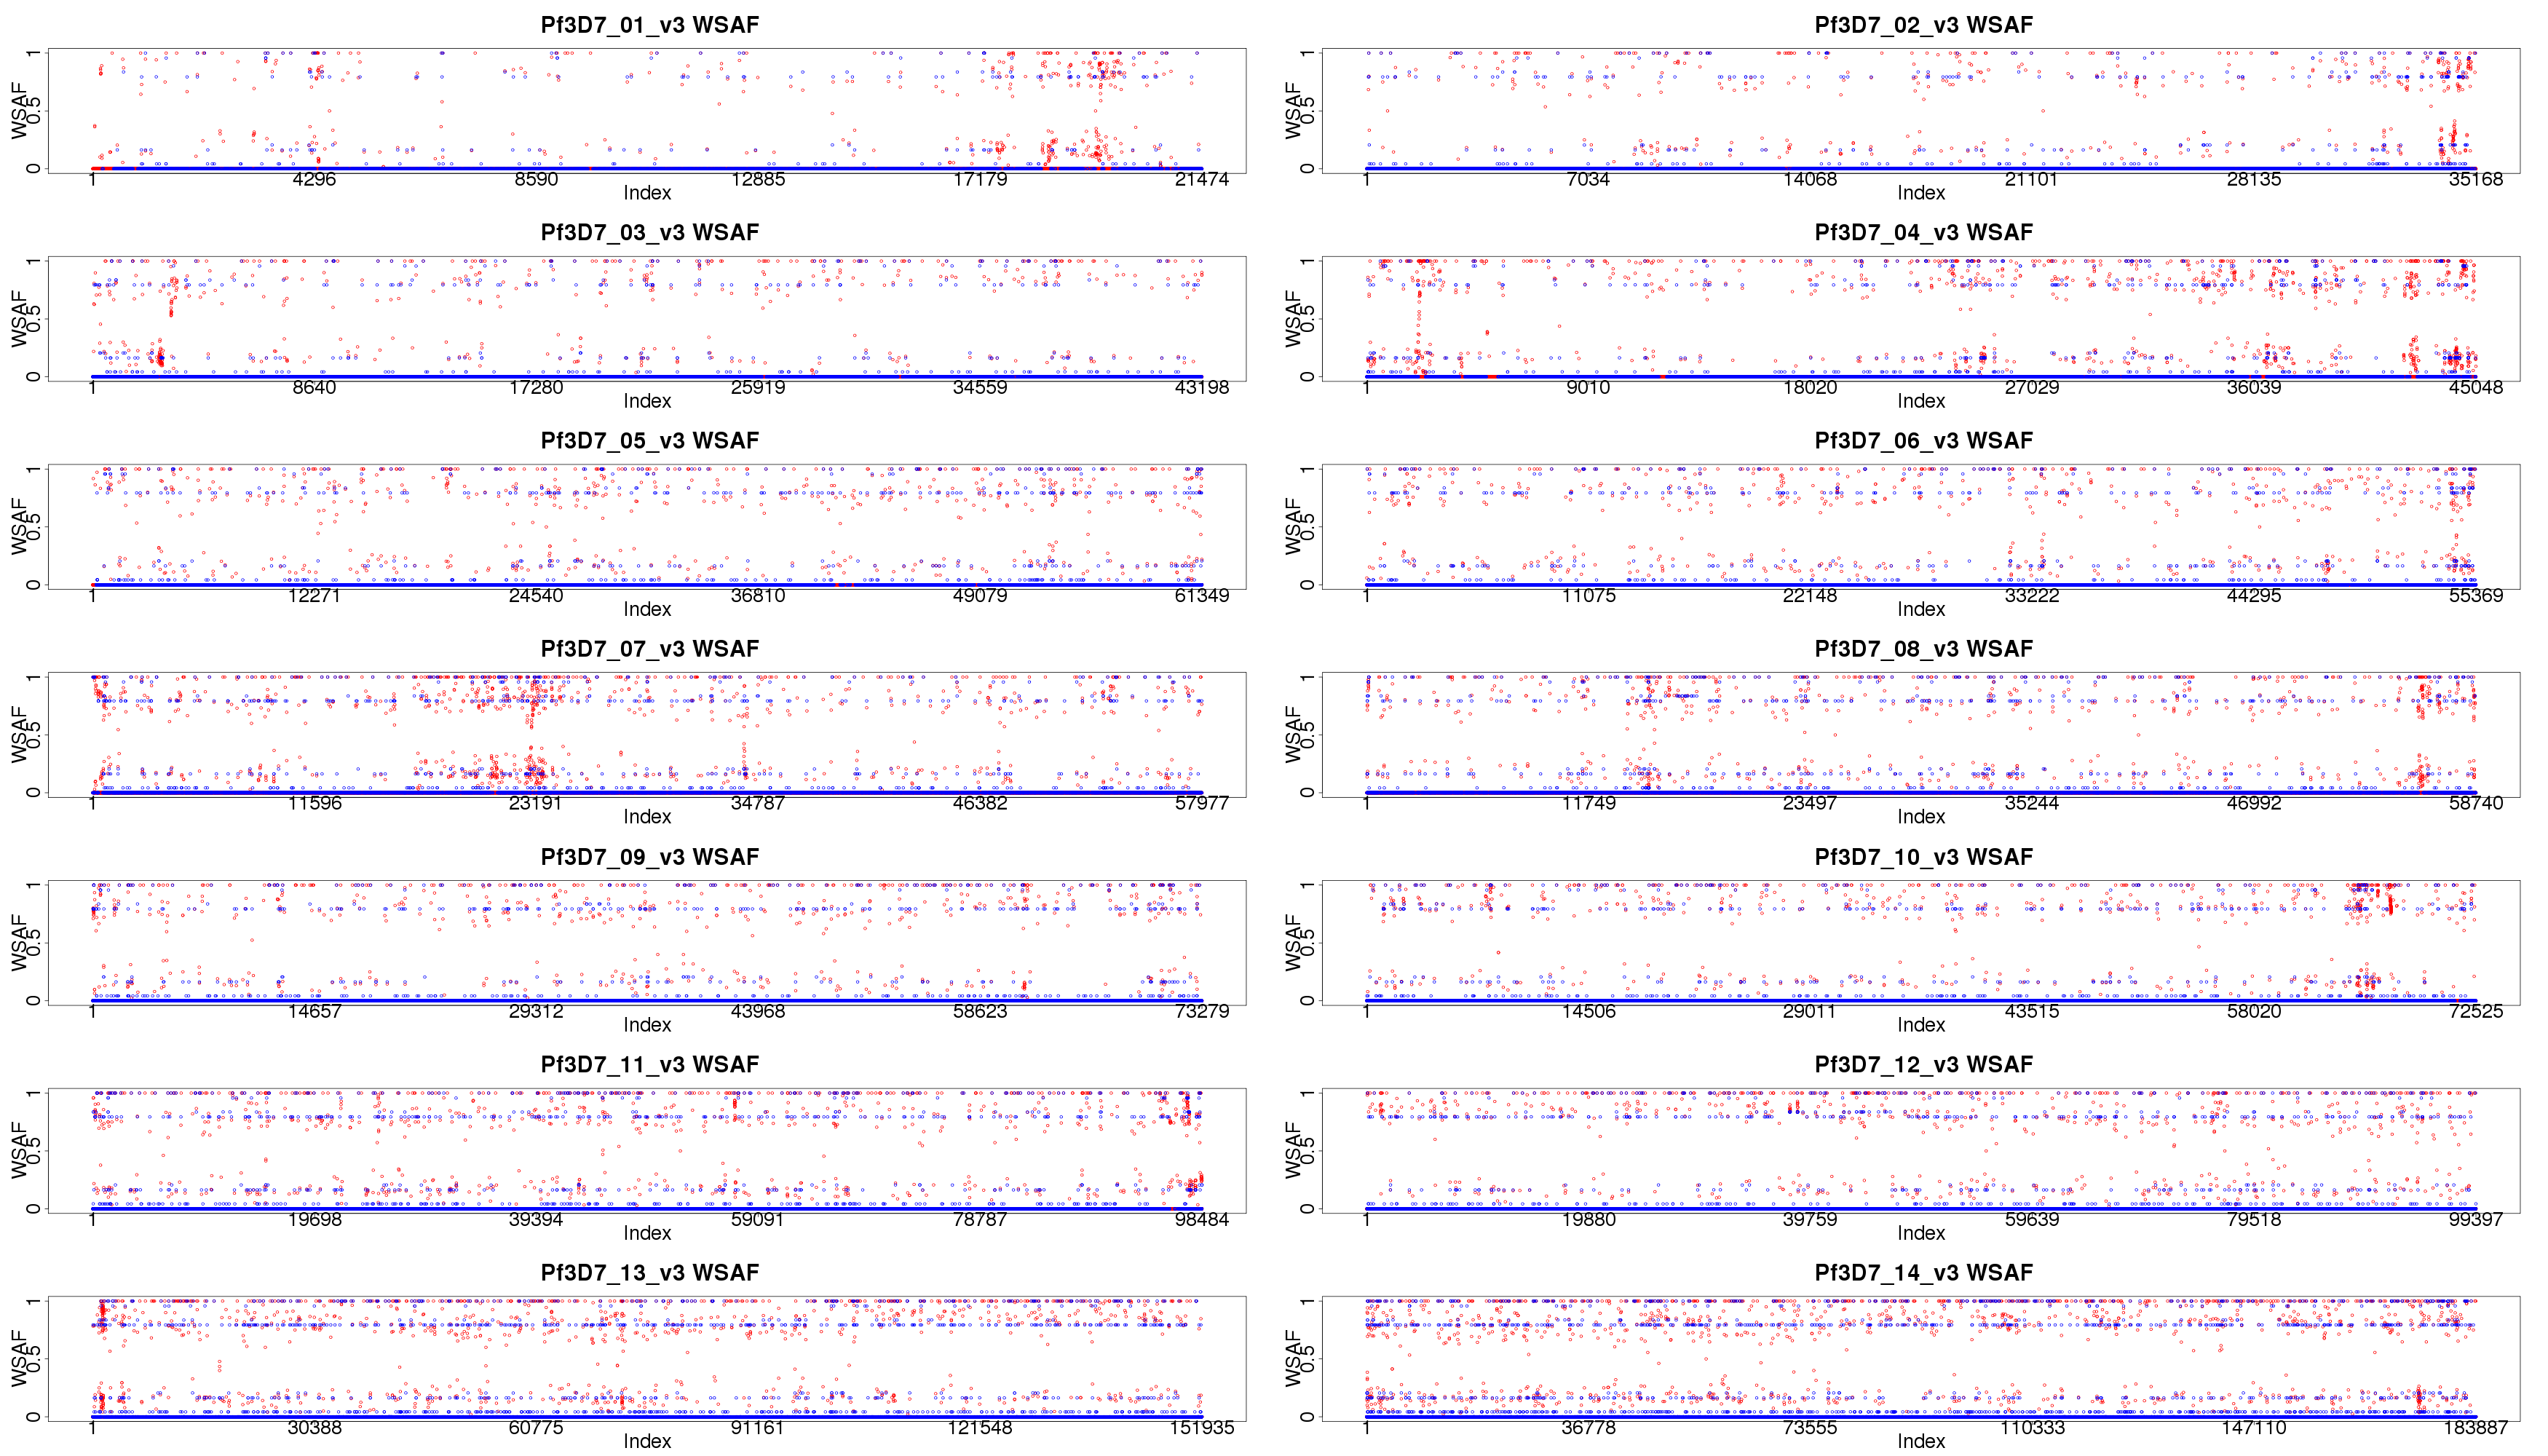 Pf3D7_01_v3 WSAF
WSAF
0 0.5 1
1 4296 8590 12885 17179 21474
Index
Pf3D7_02_v3 WSAF
WSAF
0 0.5 1
1 7034 14068 21101 28135 35168
Index
Pf3D7_03_v3 WSAF
WSAF
0 0.5 1
1 8640 17280 25919 34559 43198
Index
Pf3D7_04_v3 WSAF
WSAF
0 0.5 1
1 9010 18020 27029 36039 45048
Index
Pf3D7_05_v3 WSAF
WSAF
0 0.5 1
1 12271 24540 36810 49079 61349
Index
Pf3D7_06_v3 WSAF
WSAF
0 0.5 1
1 11075 22148 33222 44295 55369
Index
Pf3D7_07_v3 WSAF
WSAF
0 0.5 1
1 11596 23191 34787 46382 57977
Index
Pf3D7_08_v3 WSAF
WSAF
0 0.5 1
1 11749 23497 35244 46992 58740
Index
Pf3D7_09_v3 WSAF
WSAF
0 0.5 1
1 14657 29312 43968 58623 73279
Index
Pf3D7_10_v3 WSAF
WSAF
0 0.5 1
1 14506 29011 43515 58020 72525
Index
Pf3D7_11_v3 WSAF
WSAF
0 0.5 1
1 19698 39394 59091 78787 98484
Index
Pf3D7_12_v3 WSAF
WSAF
0 0.5 1
1 19880 39759 59639 79518 99397
Index
Pf3D7_13_v3 WSAF
WSAF
0 0.5 1
1 30388 60775 91161 121548 151935
Index
Pf3D7_14_v3 WSAF
WSAF
0 0.5 1
1 36778 73555 110333 147110 183887
Index